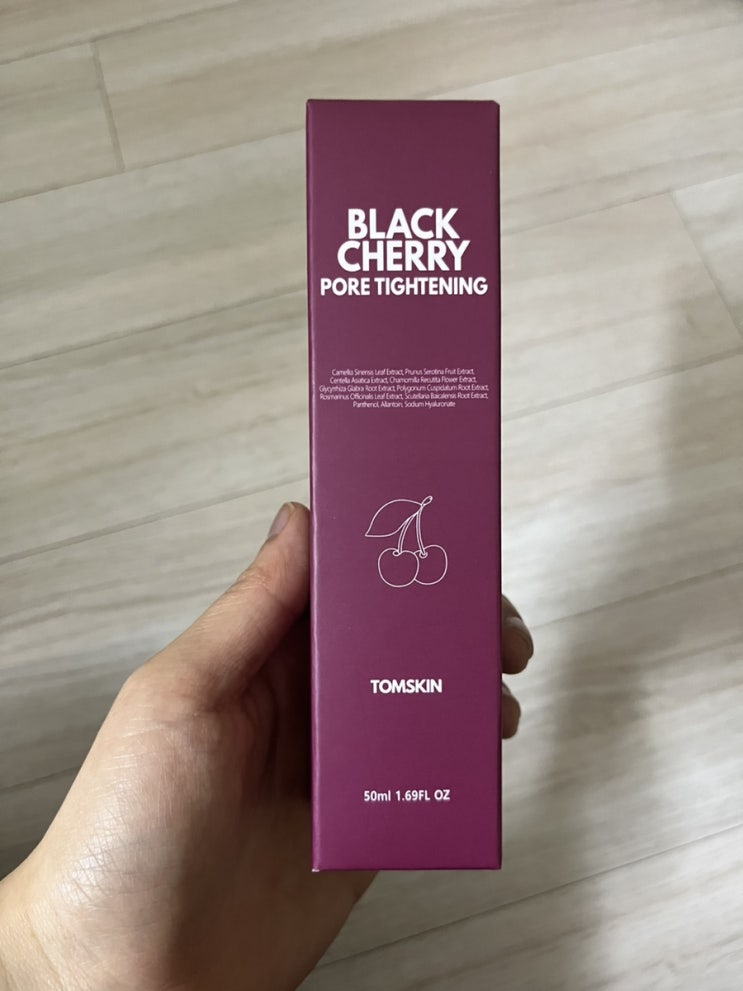 BLACK
CHERRY
PORE TIGHTENING
Camellia Sinensis Leaf Extract, Prunus Serotina Fruit Extract,
Centella Asiatica Extract, Chamomilla Recutita Flower Extract,
Glycyrrhiza Glabra Root Extract, Polygonum Cuspidatum Root Extract,
Rosmarinus Officinalis Leaf Extract, Scutellaria Baicalensis Root Extract,
Panthenol, Allantoin, Sodium Hyaluronate
TOMSKIN
50ml 1.69FL OZ